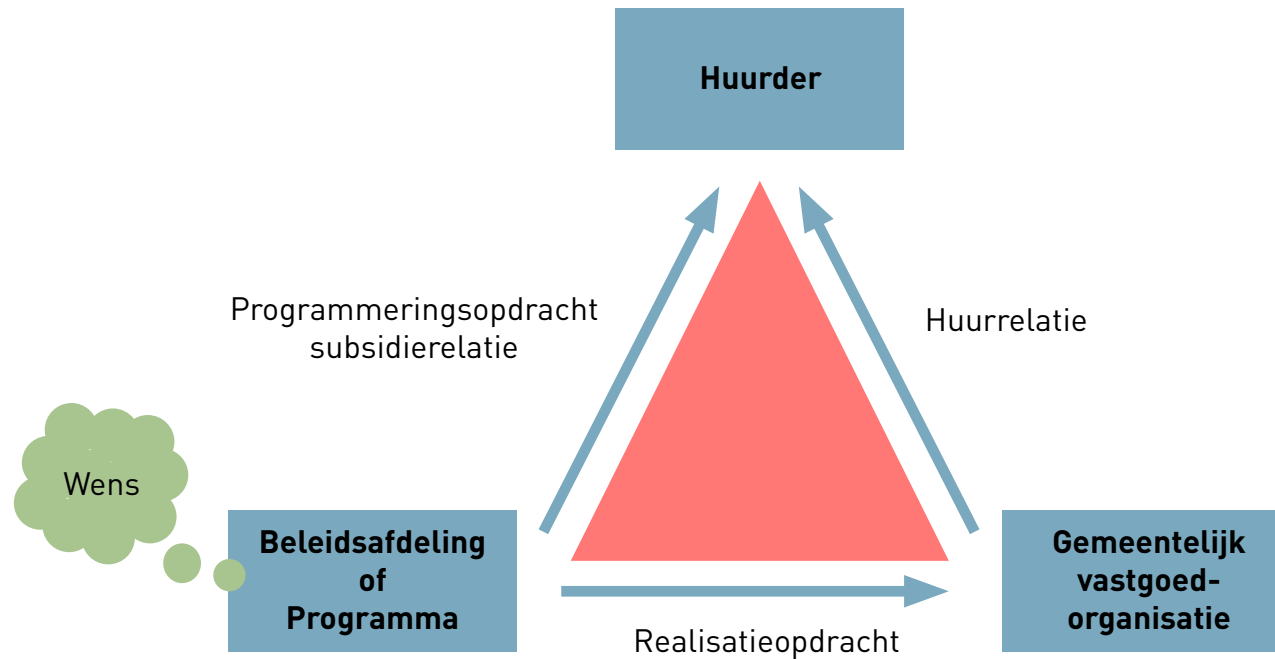 Huurder
Programmeringsopdracht
subsidierelatie
Huurrelatie
Wens
Beleidsafdeling
of
Programma
Gemeentelijk
vastgoed-
organisatie
Realisatieopdracht